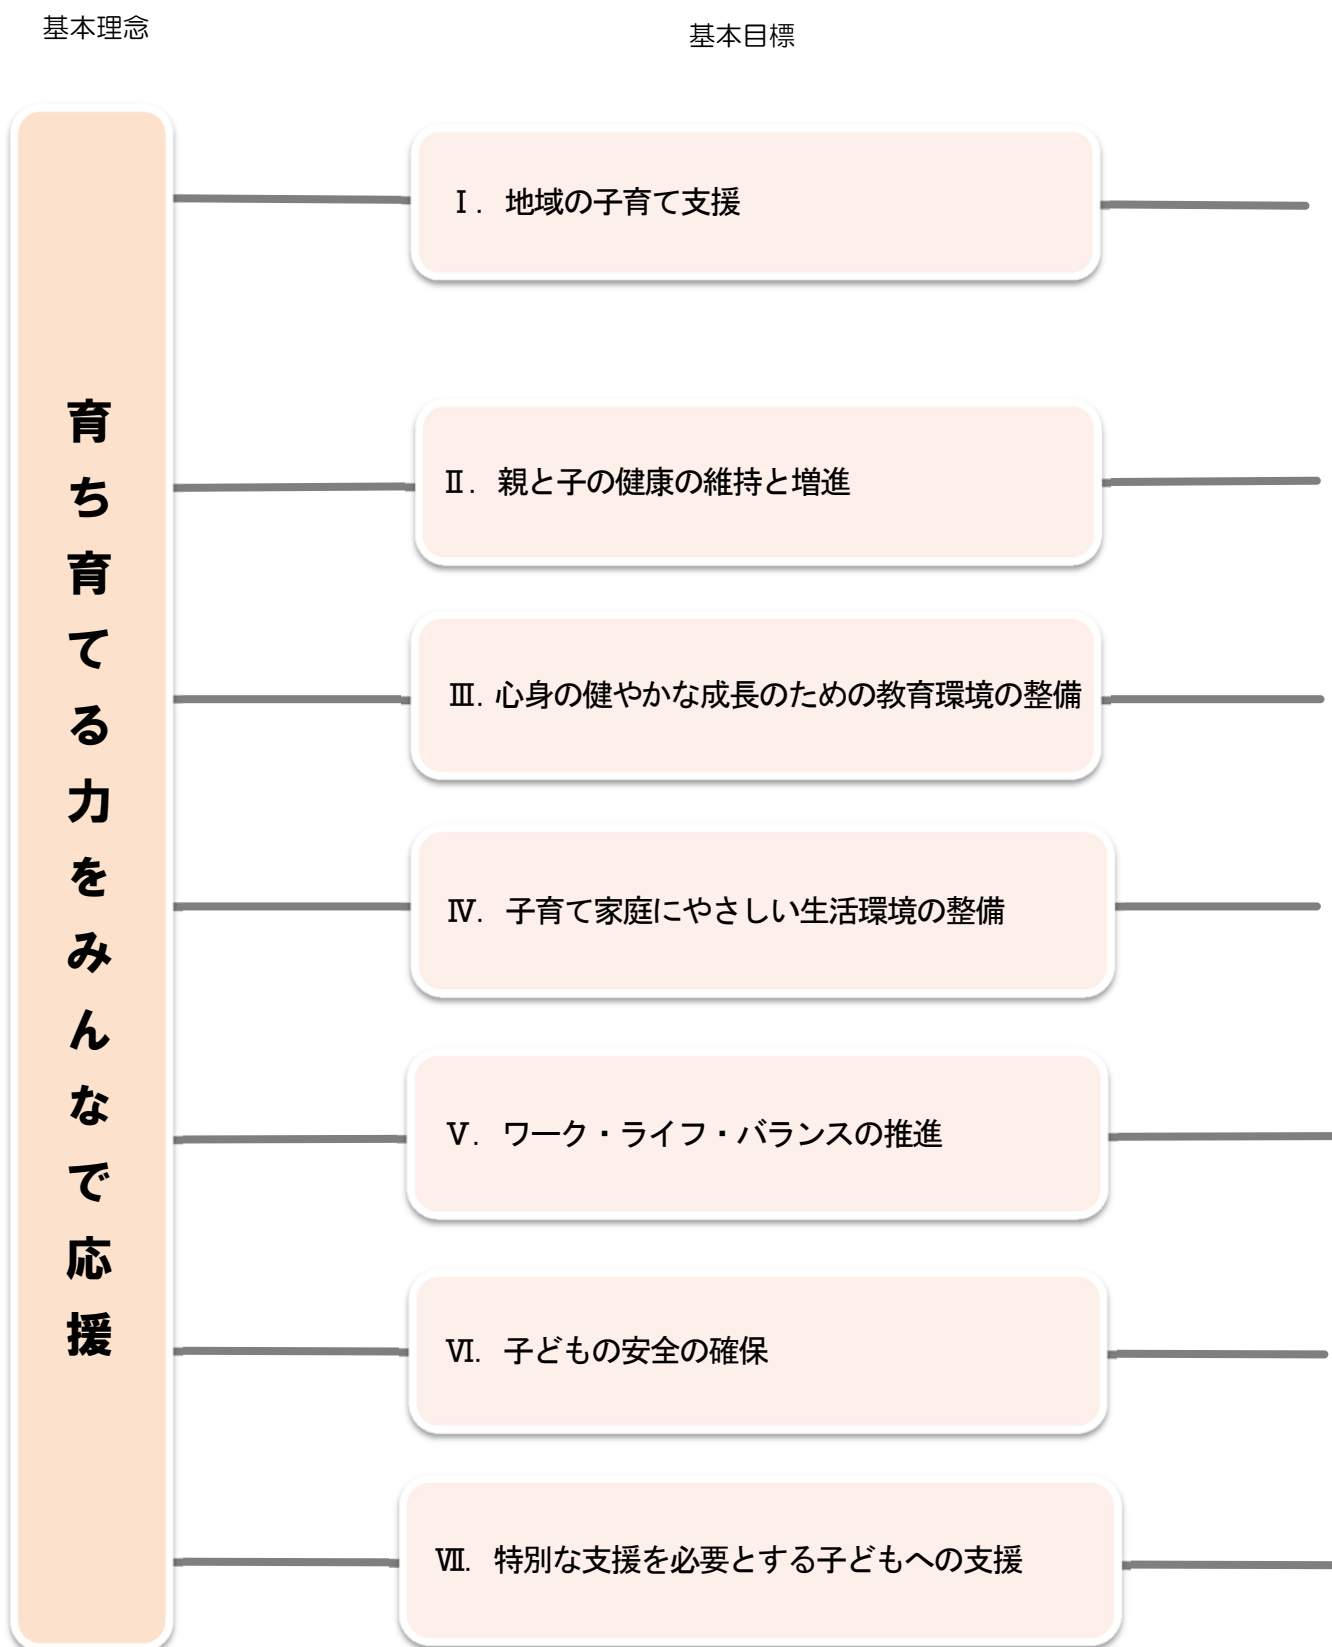 基本理念
基本目標
育ち育てる力をみんなで応援
Ⅰ. 地域の子育て支援
Ⅱ. 親と子の健康の維持と増進
Ⅲ. 心身の健やかな成長のための教育環境の整備
Ⅳ. 子育て家庭にやさしい生活環境の整備
Ⅴ. ワーク・ライフ・バランスの推進
Ⅵ. 子どもの安全の確保
Ⅶ. 特別な支援を必要とする子どもへの支援